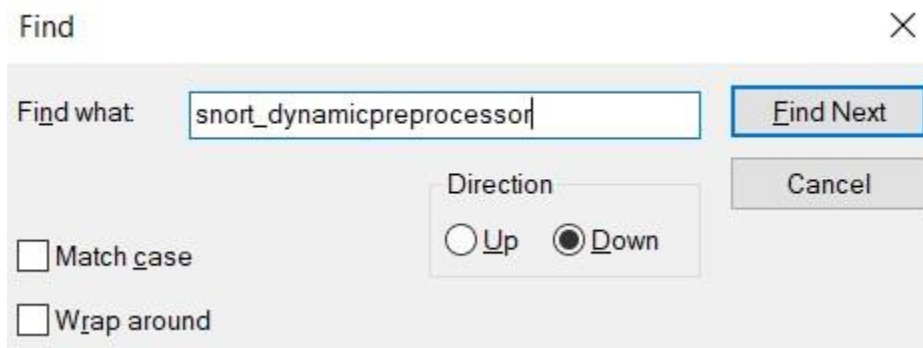 Find
Find what: snort_dynamicpreprocessor Find Next
Direction Cancel
Up Down
Match case
Wrap around